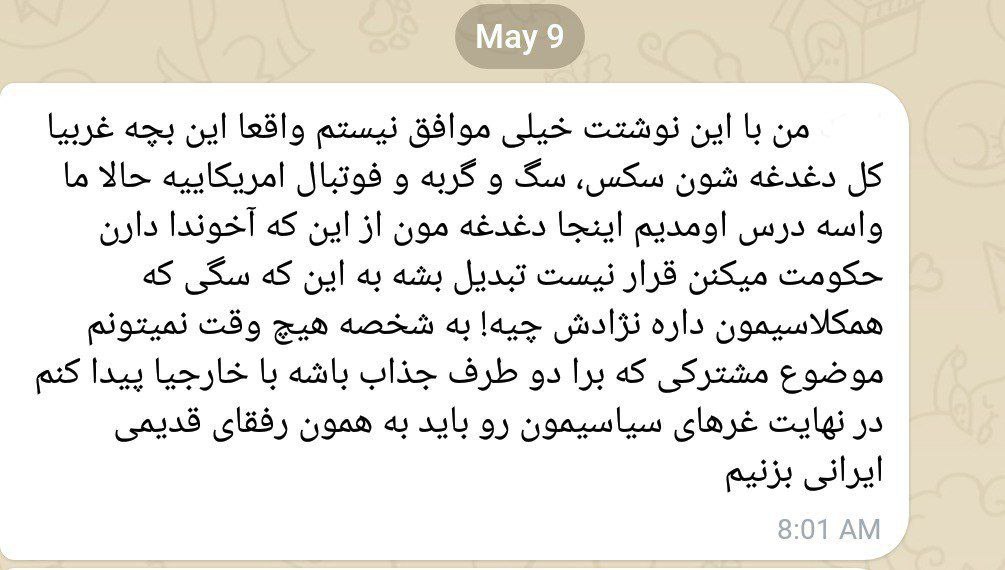 May 9
من با این نوشتت خیلی موافق نیستم واقعا این بچه غربیا
کل دغدغه شون سکس، سگ و گربه و فوتبال امریکاییه حالا ما
واسه درس اومدیم اینجا دغدغه مون از این که آخوندا دارن
حکومت میکنن قرار نیست تبدیل بشه به این که سگی که
همکلاسیمون داره نژادش چیه! به شخصه هیچ وقت نمیتونم
موضوع مشترکی که برا دو طرف جذاب باشه با خارجیا پیدا کنم
در نهایت غرهای سیاسیمون رو باید به همون رفقای قدیمی
ایرانی بزنیم
8:01 AM